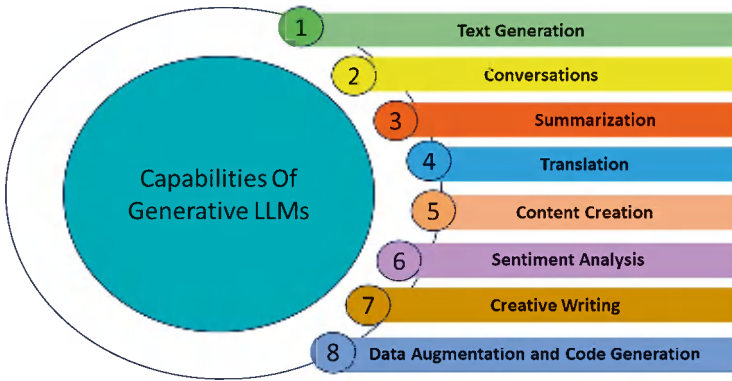 Capabilities Of
Generative LLMs
1 Text Generation
2 Conversations
3 Summarization
4 Translation
5 Content Creation
6 Sentiment Analysis
7 Creative Writing
8 Data Augmentation and Code Generation